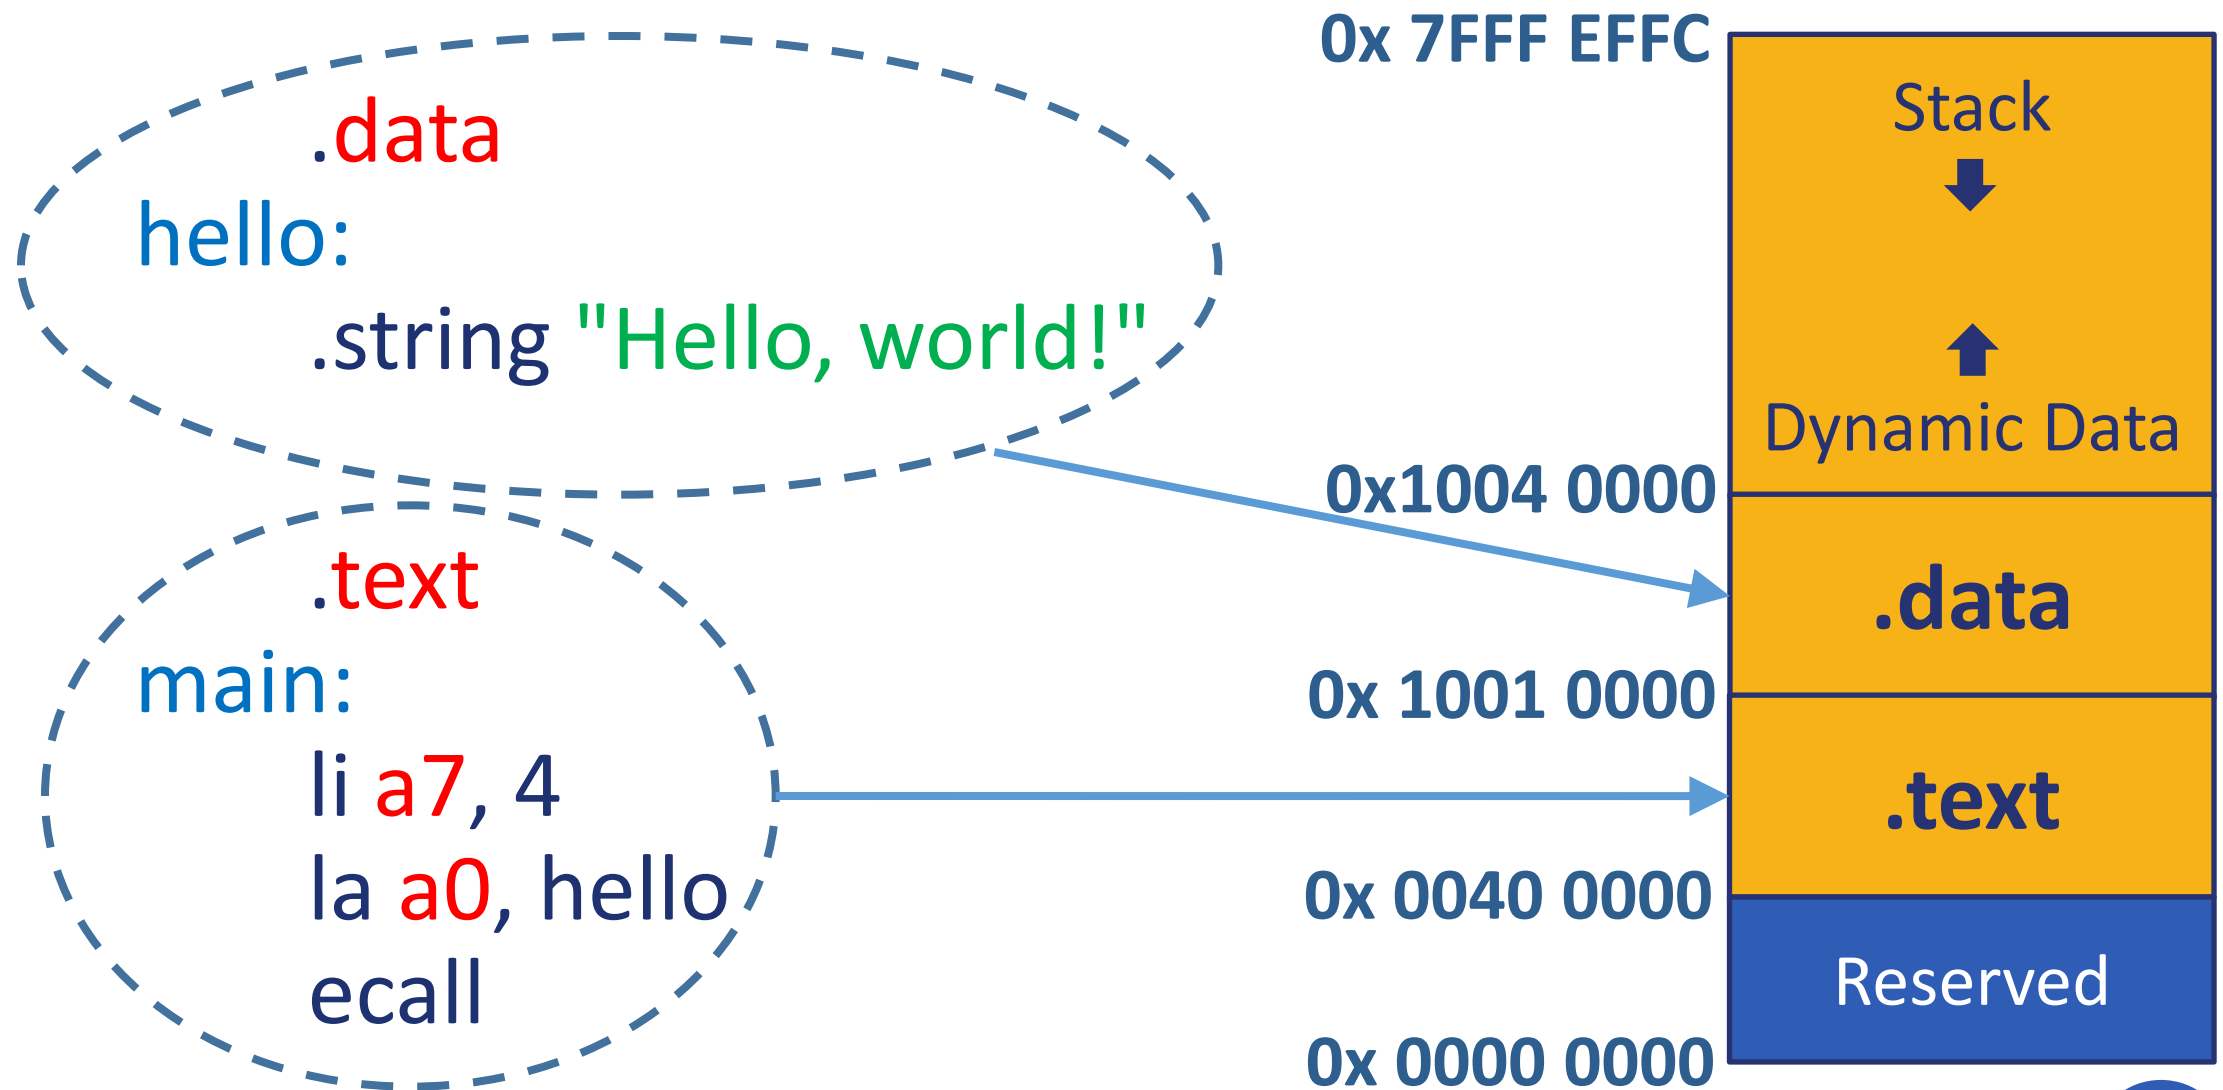 .data
hello:
.string "Hello, world!"
.text
main:
li a7, 4
la a0, hello
ecall
0x 7FFF EFFC
Stack
Dynamic Data
0x1004 0000
.data
0x 1001 0000
.text
0x 0040 0000
Reserved
0x 0000 0000